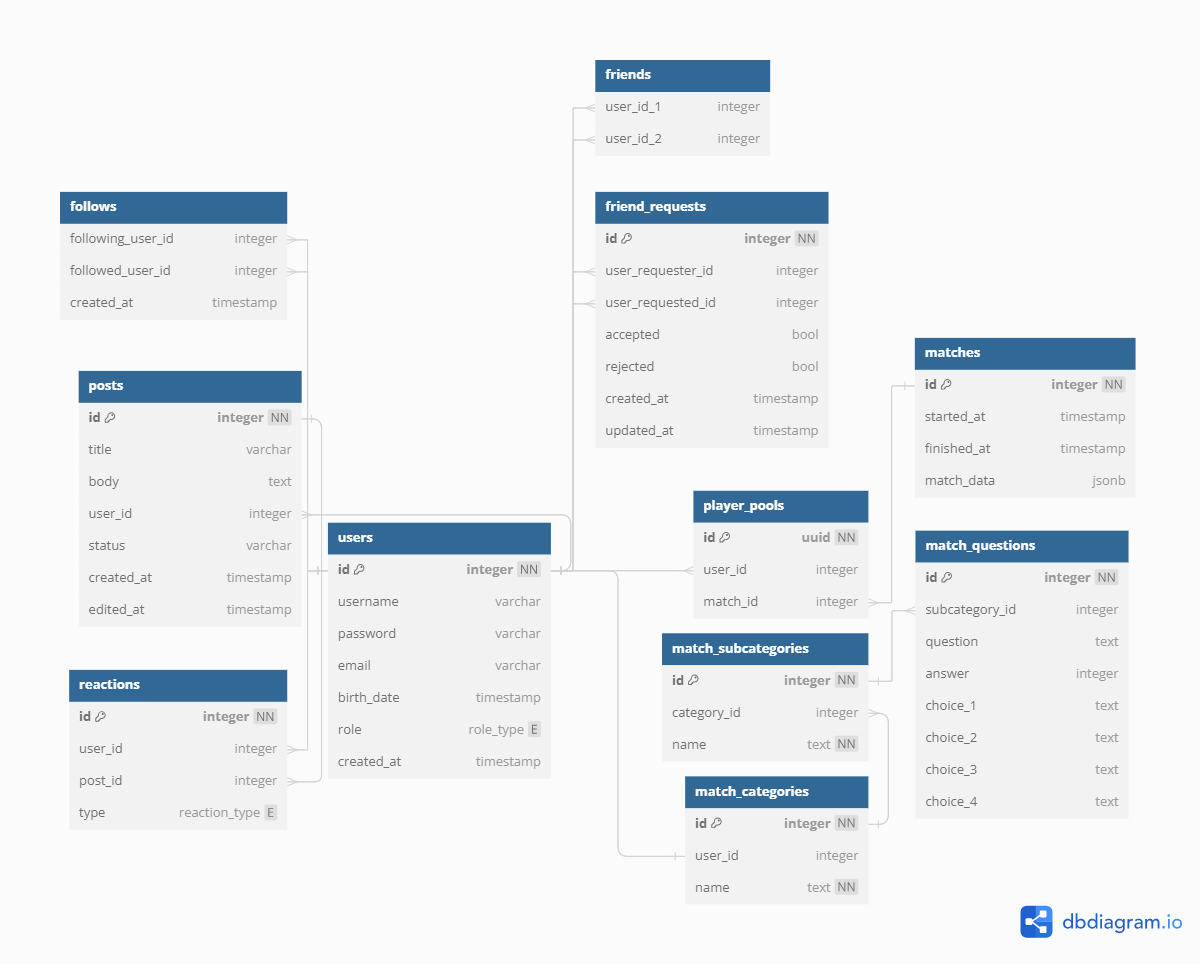 friends
user_id_1 integer
user_id_2 integer
follows
following_user_id integer
followed_user_id integer
created_at timestamp
friend_requests
id integer NN
user_requester_id integer
user_requested_id integer
accepted bool
rejected bool
created_at timestamp
updated_at timestamp
posts
id integer NN
title varchar
body text
user_id integer
status varchar
created_at timestamp
edited_at timestamp
matches
id integer NN
started_at timestamp
finished_at timestamp
match_data jsonb
users
id integer NN
username varchar
password varchar
email varchar
birth_date timestamp
role role_type E
created_at timestamp
player_pools
id uuid NN
user_id integer
match_id integer
match_questions
id integer NN
subcategory_id integer
question text
answer integer
choice_1 text
choice_2 text
choice_3 text
choice_4 text
match_subcategories
id integer NN
category_id integer
name text NN
reactions
id integer NN
user_id integer
post_id integer
type reaction_type E
match_categories
id integer NN
user_id integer
name text NN
dbdiagram.io